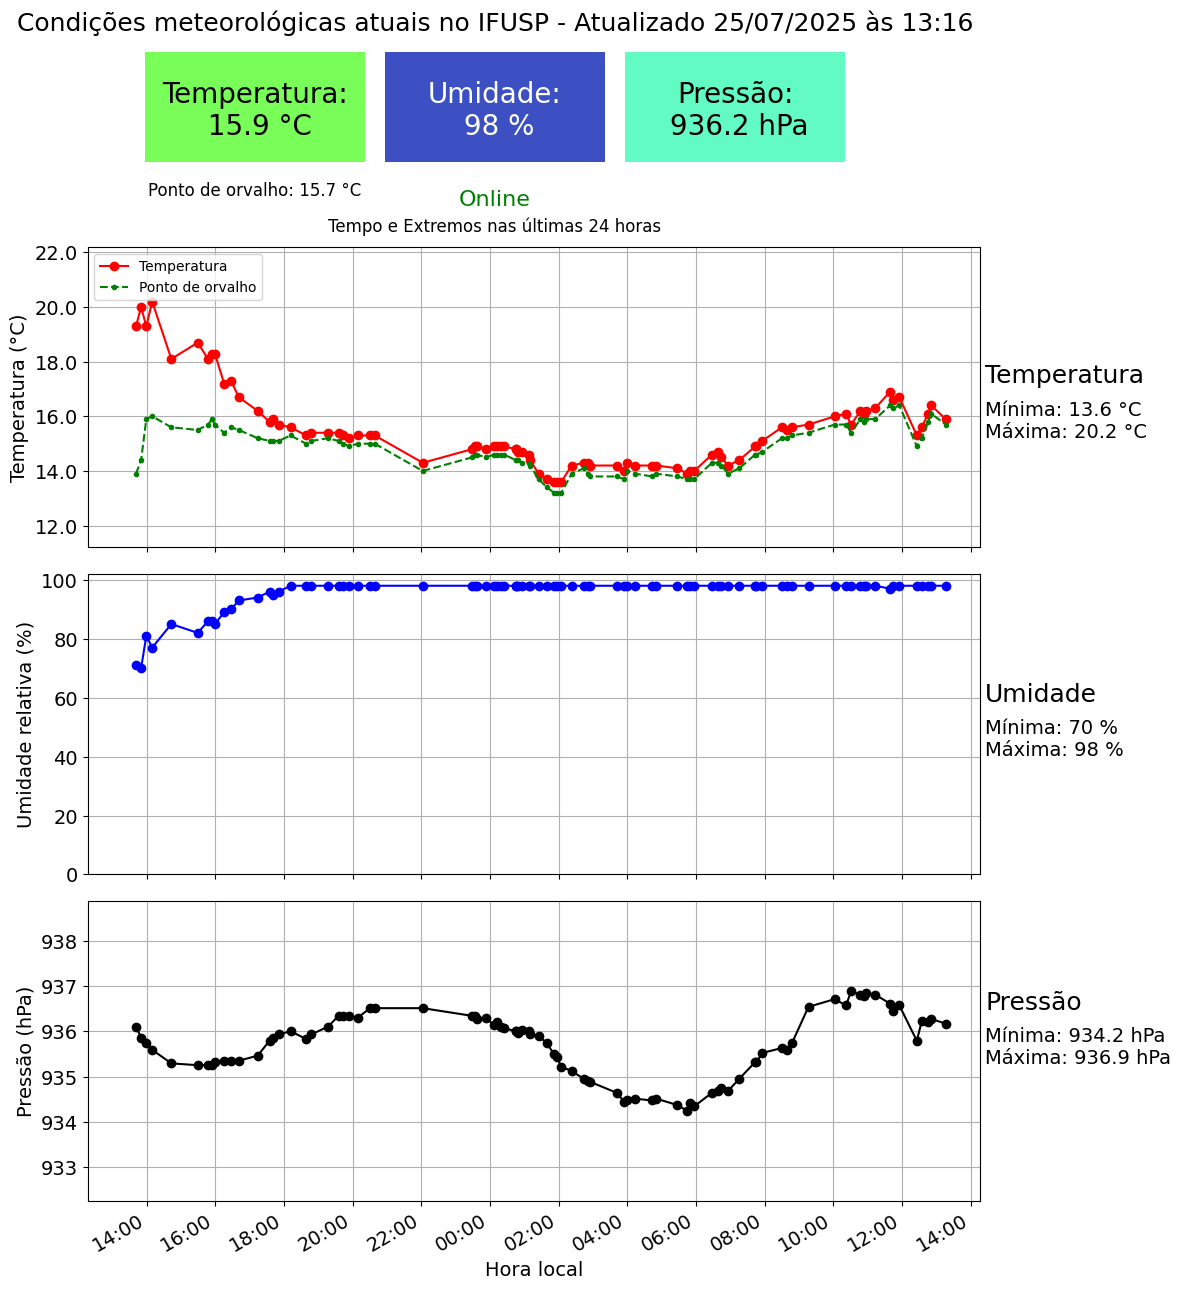 Condições meteorológicas atuais no IFUSP - Atualizado 25/07/2025 às 13:16
Temperatura:
15.9 °C
Umidade:
98 %
Pressão:
936.2 hPa
Ponto de orvalho: 15.7 °C
Online
Tempo e Extremos nas últimas 24 horas
Temperatura (°C)
22.0
20.0
18.0
16.0
14.0
12.0
Temperatura
Ponto de orvalho
Temperatura
Mínima: 13.6 °C
Máxima: 20.2 °C
Umidade relativa (%)
100
80
60
40
20
0
Umidade
Mínima: 70 %
Máxima: 98 %
Pressão (hPa)
938
937
936
935
934
933
Pressão
Mínima: 934.2 hPa
Máxima: 936.9 hPa
14:00 16:00 18:00 20:00 22:00 00:00 02:00 04:00 06:00 08:00 10:00 12:00 14:00
Hora local